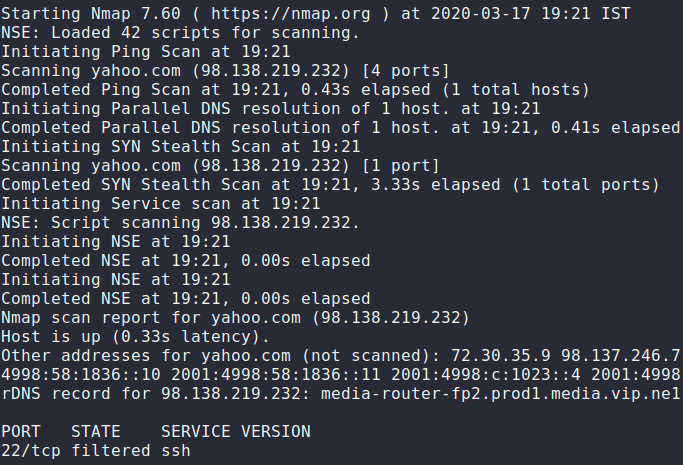 Starting Nmap 7.60 ( https://nmap.org ) at 2020-03-17 19:21 IST
NSE: Loaded 42 scripts for scanning.
Initiating Ping Scan at 19:21
Scanning yahoo.com (98.138.219.232) [4 ports]
Completed Ping Scan at 19:21, 0.43s elapsed (1 total hosts)
Initiating Parallel DNS resolution of 1 host. at 19:21
Completed Parallel DNS resolution of 1 host. at 19:21, 0.41s elapsed
Initiating SYN Stealth Scan at 19:21
Scanning yahoo.com (98.138.219.232) [1 port]
Completed SYN Stealth Scan at 19:21, 3.33s elapsed (1 total ports)
Initiating Service scan at 19:21
NSE: Script scanning 98.138.219.232.
Initiating NSE at 19:21
Completed NSE at 19:21, 0.00s elapsed
Initiating NSE at 19:21
Completed NSE at 19:21, 0.00s elapsed
Nmap scan report for yahoo.com (98.138.219.232)
Host is up (0.33s latency).
Other addresses for yahoo.com (not scanned): 72.30.35.9 98.137.246.7
4998:58:1836::10 2001:4998:58:1836::11 2001:4998:c:1023::4 2001:4998
rDNS record for 98.138.219.232: media-router-fp2.prod1.media.vip.ne1
PORT STATE SERVICE VERSION
22/tcp filtered ssh